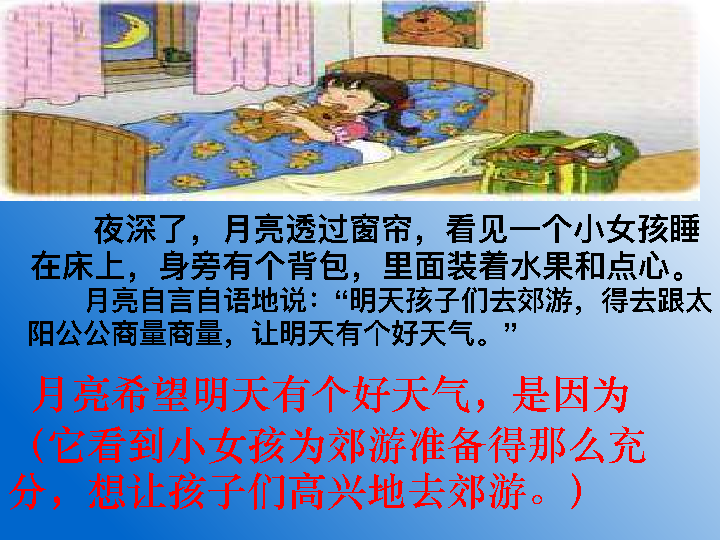 夜深了，月亮透过窗帘，看见一个小女孩睡
在床上，身旁有个背包，里面装着水果和点心。
月亮自言自语地说：“明天孩子们去郊游，得去跟太
阳公公商量商量，让明天有个好天气。”
月亮希望明天有个好天气，是因为
（它看到小女孩为郊游准备得那么充
分，想让孩子们高兴地去郊游。）